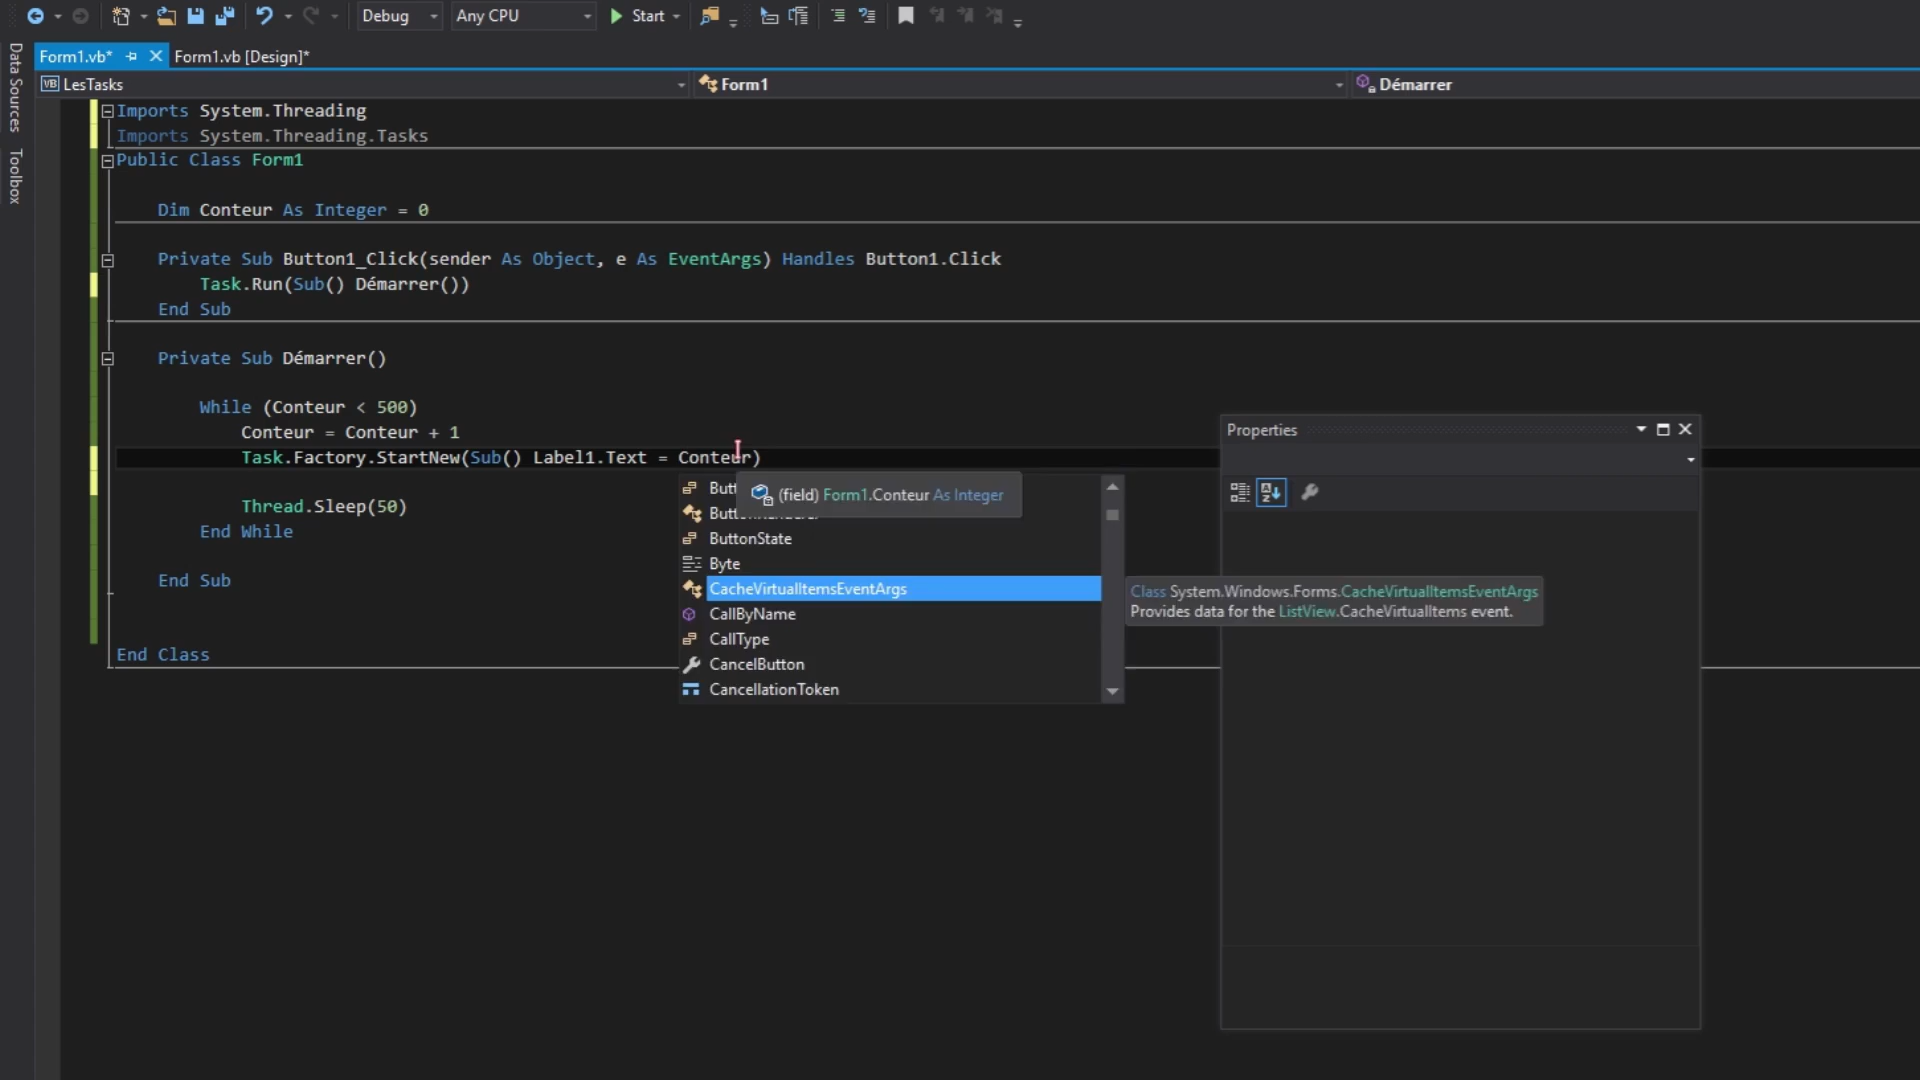 Debug Any CPU Start
Data Sources
Toolbox
Form1.vb* Form1.vb [Design]*
VB LesTasks Form1 Démarrer
Imports System.Threading
Imports System.Threading.Tasks
Public Class Form1
Dim Conteur As Integer = 0
Private Sub Button1_Click(sender As Object, e As EventArgs) Handles Button1.Click
Task.Run(Sub() Démarrer())
End Sub
Private Sub Démarrer()
While (Conteur < 500)
Conteur = Conteur + 1
Task.Factory.StartNew(Sub() Label1.Text = Conteur)
Thread.Sleep(50)
End While
End Sub
End Class
(field) Form1.Conteur As Integer
ButtonState
Byte
CacheVirtualItemsEventArgs
CallByName
CallType
CancelButton
CancellationToken
Class System.Windows.Forms.CacheVirtualItemsEventArgs
Provides data for the ListView.CacheVirtualItems event.
Properties